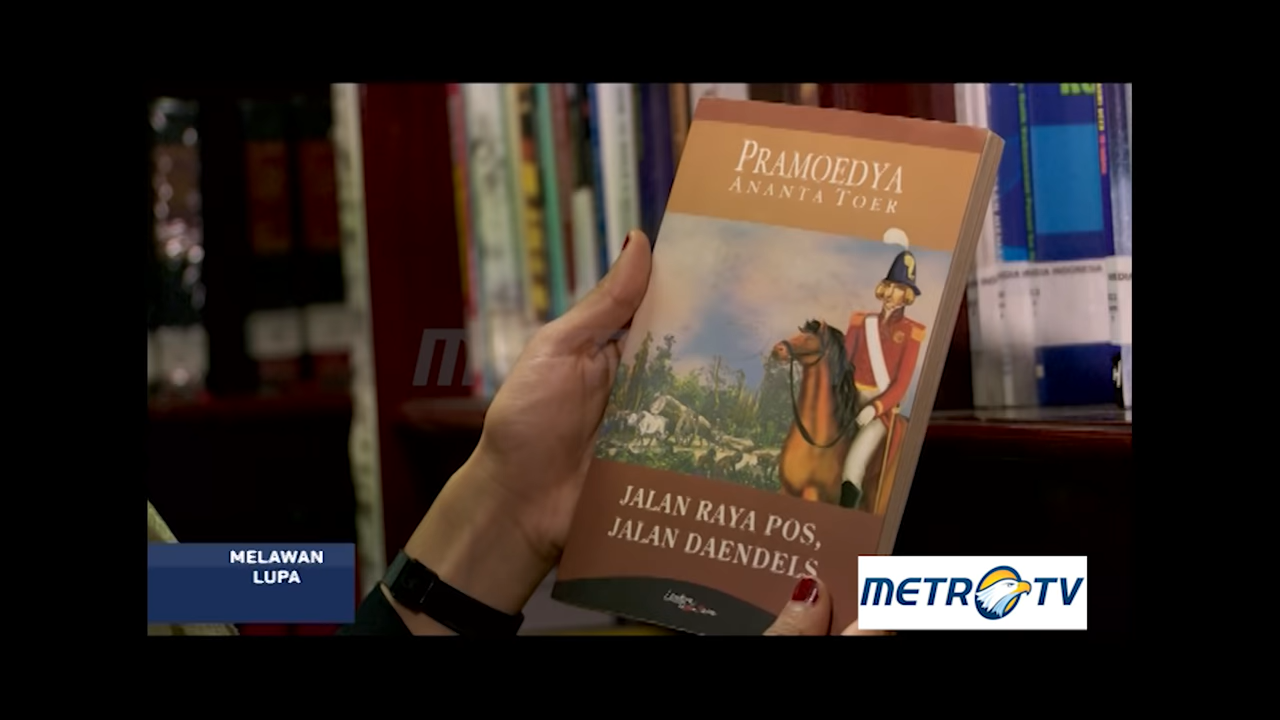 PRAMOEDYA
ANANTA TOER
JALAN RAYA POS,
JALAN DAENDELS
MELAWAN
LUPA
METRO TV